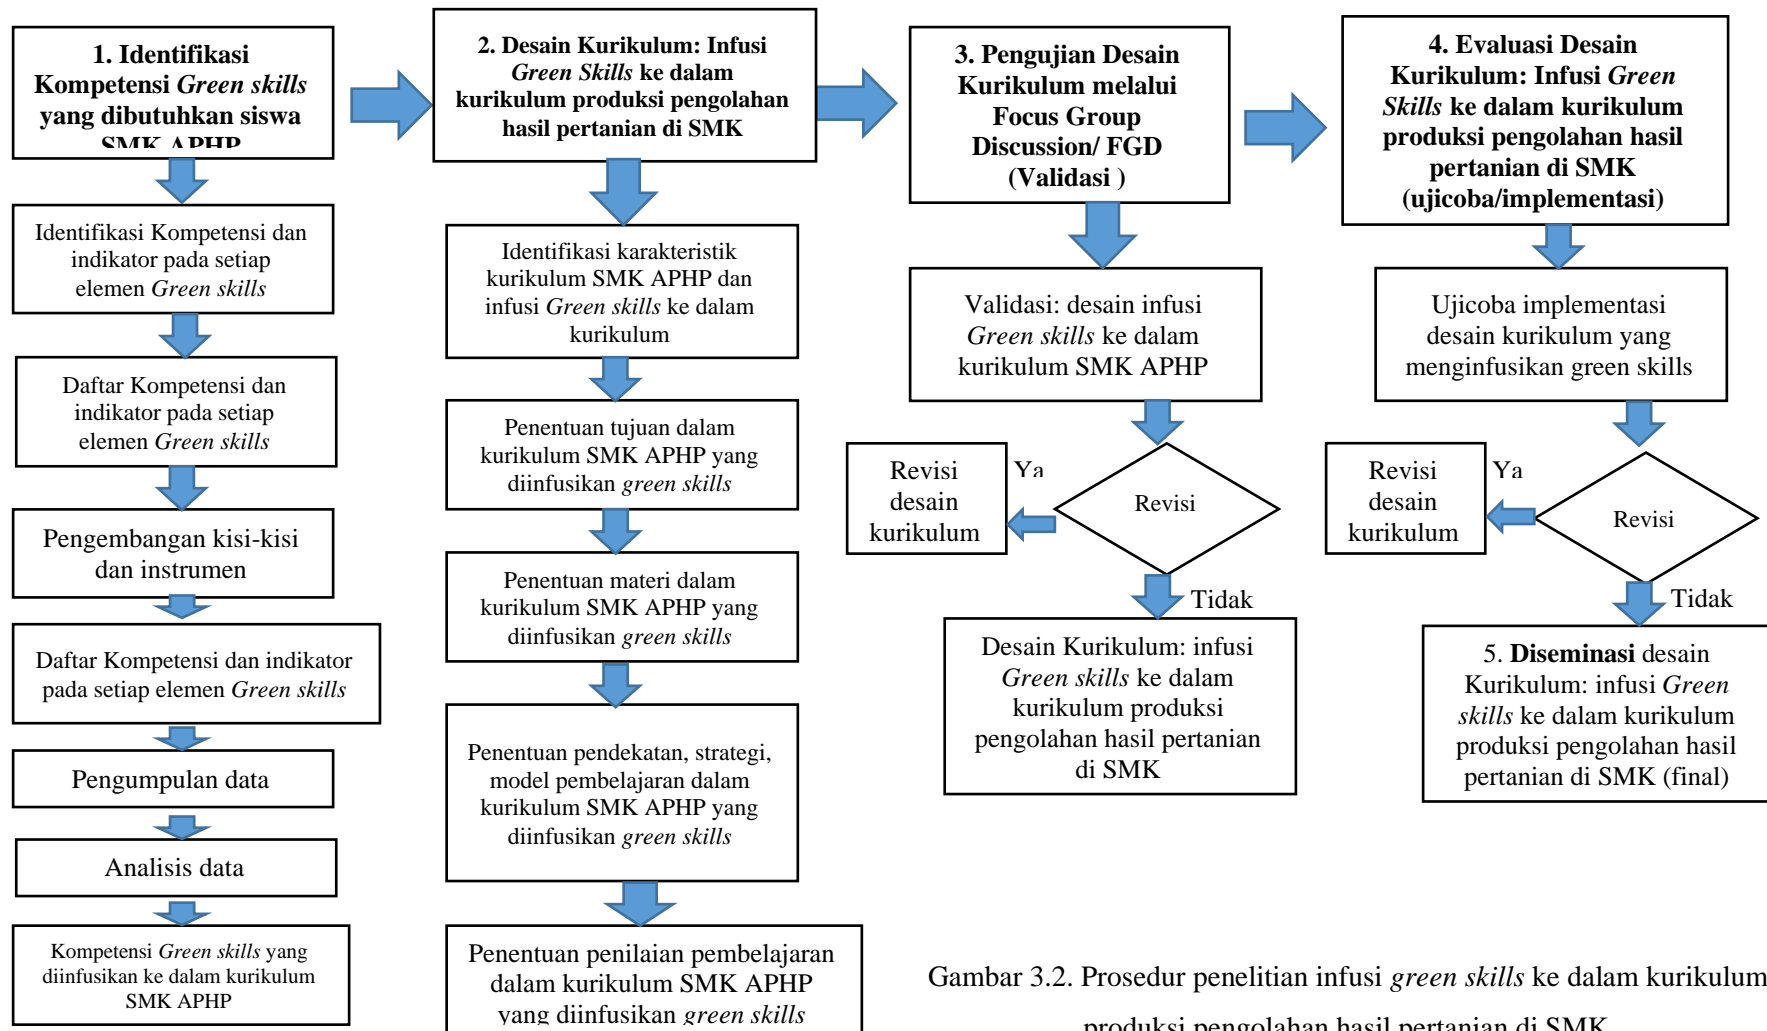 1. Identifikasi
Kompetensi Green skills
yang dibutuhkan siswa
SMK APHP
Identifikasi Kompetensi dan
indikator pada setiap
elemen Green skills
Daftar Kompetensi dan
indikator pada setiap
elemen Green skills
Pengembangan kisi-kisi
dan instrumen
Daftar Kompetensi dan indikator
pada setiap elemen Green skills
Pengumpulan data
Analisis data
Kompetensi Green skills yang
diinfusikan ke dalam kurikulum
SMK APHP
2. Desain Kurikulum: Infusi
Green Skills ke dalam
kurikulum produksi pengolahan
hasil pertanian di SMK
Identifikasi karakteristik
kurikulum SMK APHP dan
infusi Green skills ke dalam
kurikulum
Penentuan tujuan dalam
kurikulum SMK APHP yang
diinfusikan green skills
Penentuan materi dalam
kurikulum SMK APHP yang
diinfusikan green skills
Penentuan pendekatan, strategi,
model pembelajaran dalam
kurikulum SMK APHP yang
diinfusikan green skills
Penentuan penilaian pembelajaran
dalam kurikulum SMK APHP
yang diinfusikan green skills
3. Pengujian Desain
Kurikulum melalui
Focus Group
Discussion/ FGD
(Validasi )
Validasi: desain infusi
Green skills ke dalam
kurikulum SMK APHP
Revisi
desain
kurikulum
Ya
Revisi
Tidak
Desain Kurikulum: infusi
Green skills ke dalam
kurikulum produksi
pengolahan hasil pertanian
di SMK
4. Evaluasi Desain
Kurikulum: Infusi Green
Skills ke dalam kurikulum
produksi pengolahan hasil
pertanian di SMK
(ujicoba/implementasi)
Ujicoba implementasi
desain kurikulum yang
menginfusikan green skills
Revisi
desain
kurikulum
Ya
Revisi
Tidak
5. Diseminasi desain
Kurikulum: infusi Green
skills ke dalam kurikulum
produksi pengolahan hasil
pertanian di SMK (final)
Gambar 3.2. Prosedur penelitian infusi green skills ke dalam kurikulum
produksi pengolahan hasil pertanian di SMK